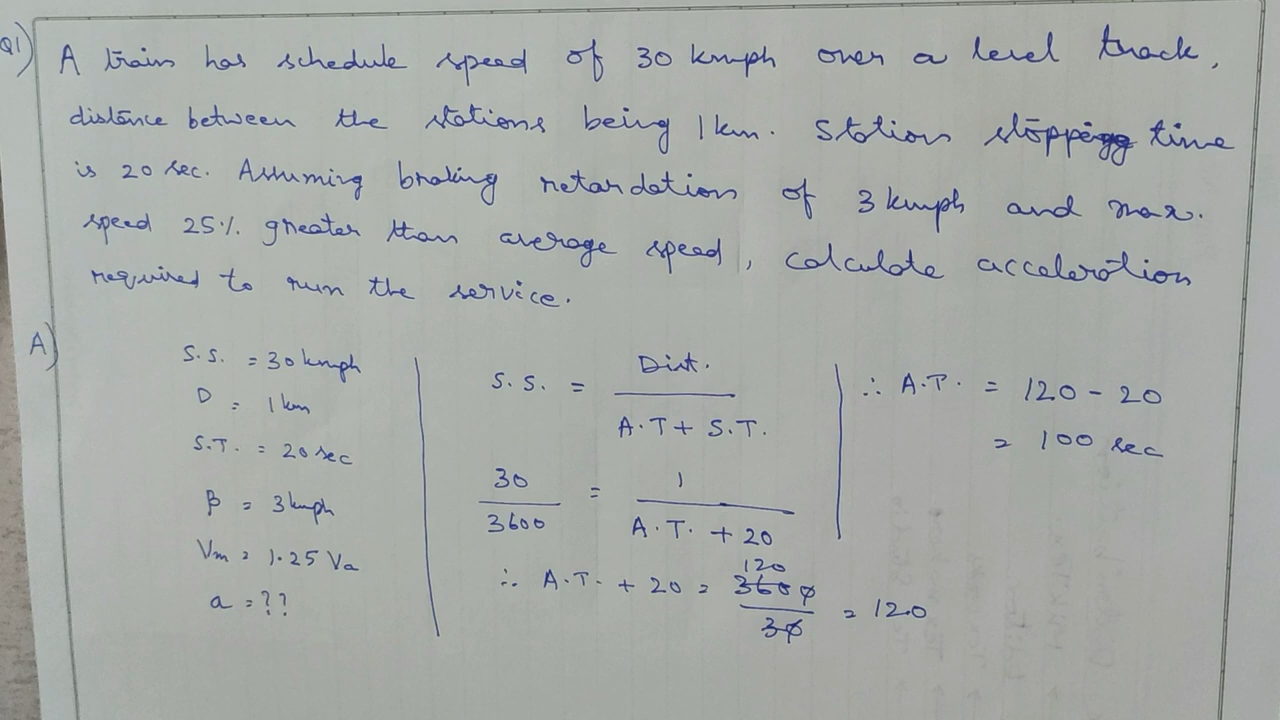 Q1) A train has schedule speed of 30 kmph over a level track,
distance between the stations being 1km. Station stopping time
is 20 sec. Assuming braking retardation of 3 kmph and max.
speed 25% greater than average speed, calculate acceleration
required to run the service.
A)
S.S. = 30 kmph
D = 1 km
S.T. = 20 sec
β = 3 kmph
Vm = 1.25 Va
a = ??
S.S. = Dist. / A.T + S.T.
30 / 3600 = 1 / A.T. + 20
∴ A.T. + 20 = 3600 / 30 = 120
120
∴ A.T. = 120 - 20
= 100 sec